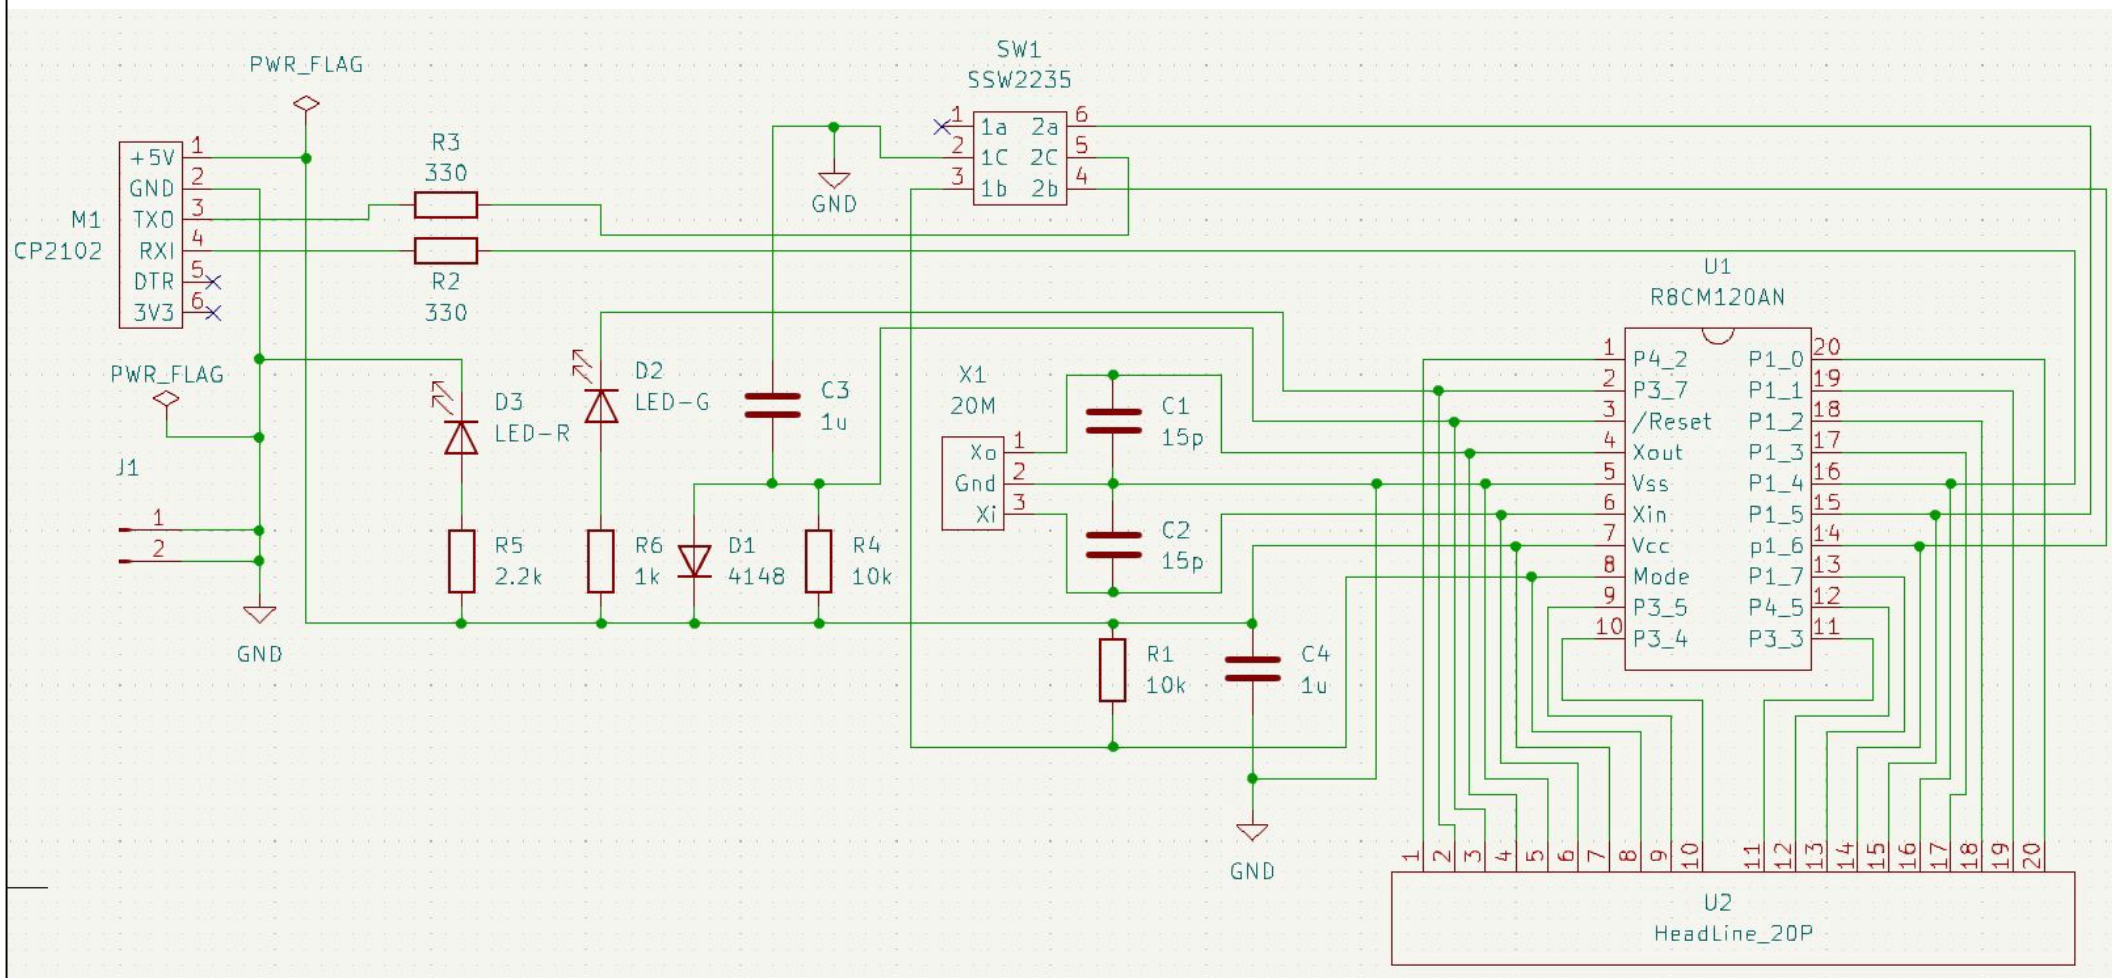 PWR_FLAG
SW1
SSW2235
1 1a 2a 6
2 1C 2C 5
3 1b 2b 4
GND
+5V 1
GND 2
TXO 3
RXI 4
DTR 5
3V3 6
M1
CP2102
R3
330
R2
330
PWR_FLAG
J1
1
2
GND
D3
LED-R
D2
LED-G
C3
1u
R5
2.2k
R6
1k
D1
4148
R4
10k
X1
20M
Xo 1
Gnd 2
Xi 3
C1
15p
C2
15p
R1
10k
C4
1u
GND
U1
R8CM120AN
1 P4_2 P1_0 20
2 P3_7 P1_1 19
3 /Reset P1_2 18
4 Xout P1_3 17
5 Vss P1_4 16
6 Xin P1_5 15
7 Vcc p1_6 14
8 Mode P1_7 13
9 P3_5 P4_5 12
10 P3_4 P3_3 11
1 2 3 4 5 6 7 8 9 10 11 12 13 14 15 16 17 18 19 20
U2
HeadLine_20P